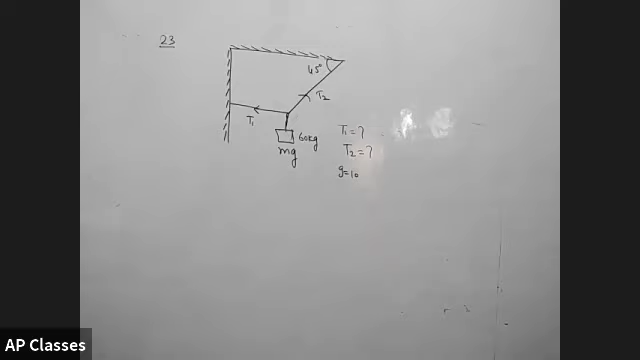 23
45°
T₂
T₁
60kg
mg
T₁ = ?
T₂ = ?
g=10
AP Classes